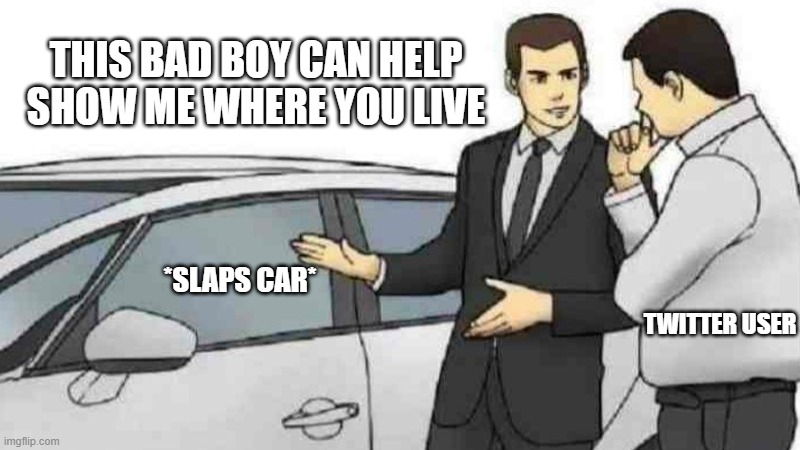 THIS BAD BOY CAN HELP
SHOW ME WHERE YOU LIVE
*SLAPS CAR*
TWITTER USER
imgflip.com